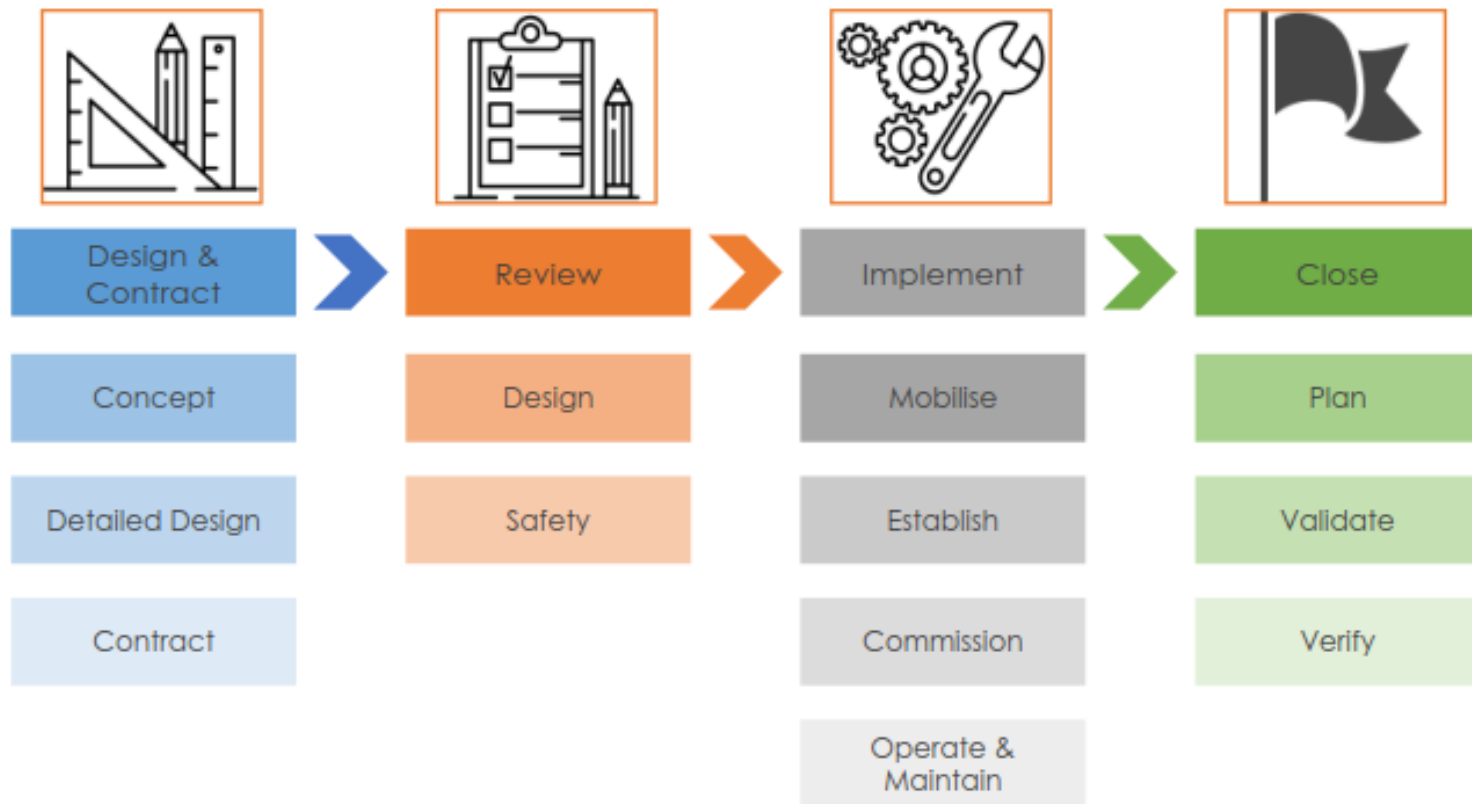 Design &
Contract
Review
Implement
Close
Concept
Design
Mobilise
Plan
Detailed Design
Safety
Establish
Validate
Contract
Commission
Verify
Operate &
Maintain